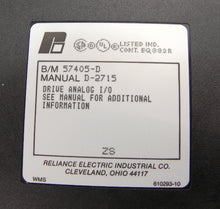 LISTED IND.
CONT. EQ.
B/M 57405-D
MANUAL D-2715
DRIVE ANALOG I/O
SEE MANUAL FOR ADDITIONAL
INFORMATION
ZS
RELIANCE ELECTRIC INDUSTRIAL CO.
CLEVELAND, OHIO 44117
WMS
610293-10